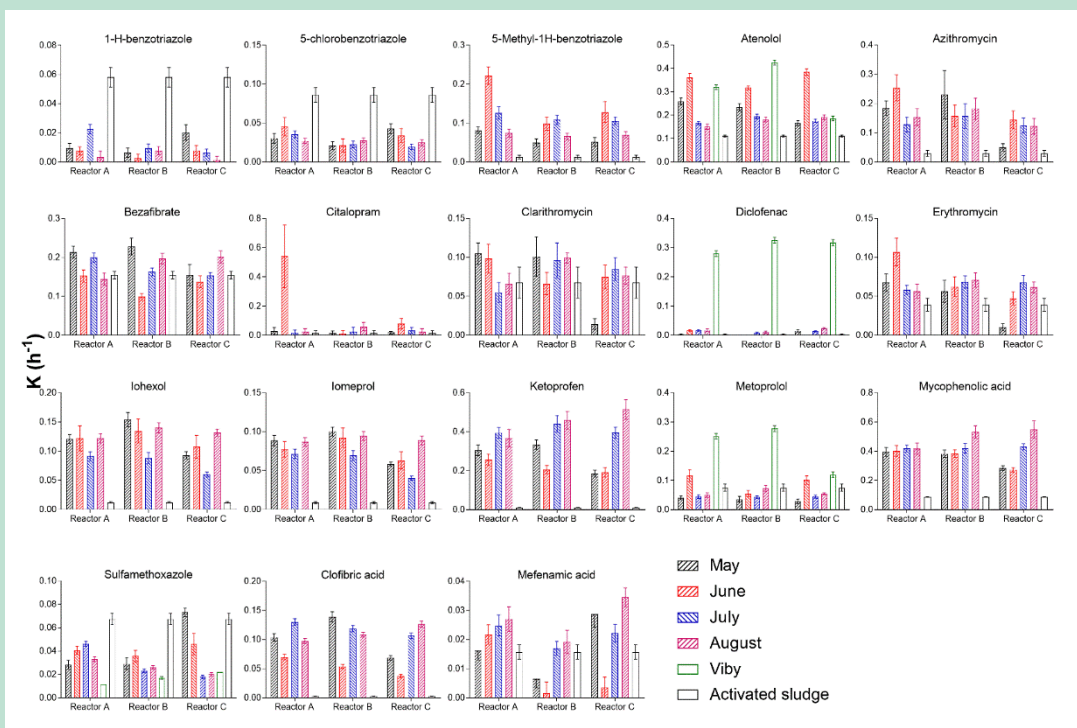 1-H-benzotriazole
0.08
0.06
0.04
0.02
0.00
Reactor A Reactor B Reactor C
5-chlorobenzotriazole
0.15
0.10
0.05
0.00
Reactor A Reactor B Reactor C
5-Methyl-1H-benzotriazole
0.3
0.2
0.1
0.0
Reactor A Reactor B Reactor C
Atenolol
0.5
0.4
0.3
0.2
0.1
0.0
Reactor A Reactor B Reactor C
Azithromycin
0.4
0.3
0.2
0.1
0.0
Reactor A Reactor B Reactor C
K (h-1)
Bezafibrate
0.3
0.2
0.1
0.0
Reactor A Reactor B Reactor C
Citalopram
0.8
0.6
0.4
0.2
0.0
Reactor A Reactor B Reactor C
Clarithromycin
0.15
0.10
0.05
0.00
Reactor A Reactor B Reactor C
Diclofenac
0.4
0.3
0.2
0.1
0.0
Reactor A Reactor B Reactor C
Erythromycin
0.15
0.10
0.05
0.00
Reactor A Reactor B Reactor C
Iohexol
0.20
0.15
0.10
0.05
0.00
Reactor A Reactor B Reactor C
Iomeprol
0.15
0.10
0.05
0.00
Reactor A Reactor B Reactor C
Ketoprofen
0.6
0.4
0.2
0.0
Reactor A Reactor B Reactor C
Metoprolol
0.4
0.3
0.2
0.1
0.0
Reactor A Reactor B Reactor C
Mycophenolic acid
0.8
0.6
0.4
0.2
0.0
Reactor A Reactor B Reactor C
Sulfamethoxazole
0.10
0.08
0.06
0.04
0.02
0.00
Reactor A Reactor B Reactor C
Clofibric acid
0.20
0.15
0.10
0.05
0.00
Reactor A Reactor B Reactor C
Mefenamic acid
0.04
0.03
0.02
0.01
0.00
Reactor A Reactor B Reactor C
May
June
July
August
Viby
Activated sludge